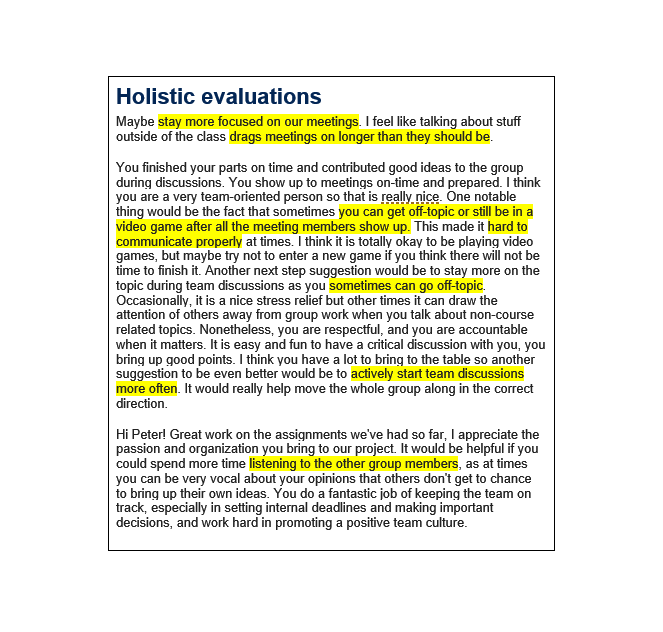 Holistic evaluations
Maybe stay more focused on our meetings. I feel like talking about stuff
outside of the class drags meetings on longer than they should be.
You finished your parts on time and contributed good ideas to the group
during discussions. You show up to meetings on-time and prepared. I think
you are a very team-oriented person so that is really nice. One notable
thing would be the fact that sometimes you can get off-topic or still be in a
video game after all the meeting members show up. This made it hard to
communicate properly at times. I think it is totally okay to be playing video
games, but maybe try not to enter a new game if you think there will not be
time to finish it. Another next step suggestion would be to stay more on the
topic during team discussions as you sometimes can go off-topic.
Occasionally, it is a nice stress relief but other times it can draw the
attention of others away from group work when you talk about non-course
related topics. Nonetheless, you are respectful, and you are accountable
when it matters. It is easy and fun to have a critical discussion with you, you
bring up good points. I think you have a lot to bring to the table so another
suggestion to be even better would be to actively start team discussions
more often. It would really help move the whole group along in the correct
direction.
Hi Peter! Great work on the assignments we've had so far, I appreciate the
passion and organization you bring to our project. It would be helpful if you
could spend more time listening to the other group members, as at times
you can be very vocal about your opinions that others don't get to chance
to bring up their own ideas. You do a fantastic job of keeping the team on
track, especially in setting internal deadlines and making important
decisions, and work hard in promoting a positive team culture.